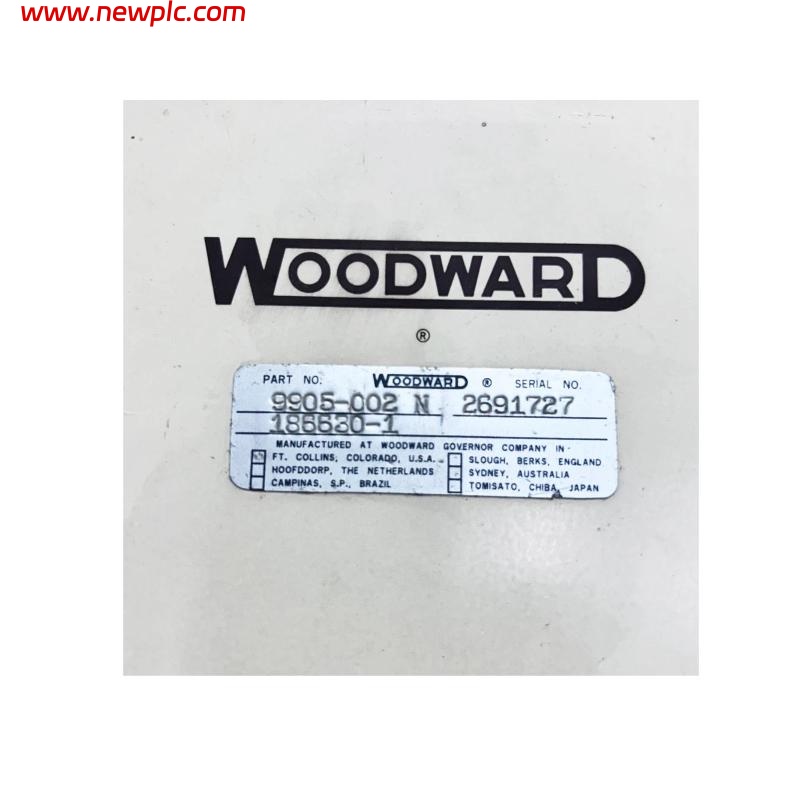 www.newplc.com
WOODWARD
®
PART NO. WOODWARD ® SERIAL NO.
9905-002 N 2691727
186630-1
MANUFACTURED AT WOODWARD GOVERNOR COMPANY IN
FT. COLLINS, COLORADO, U.S.A. SLOUGH, BERKS, ENGLAND
HOOFDDORP, THE NETHERLANDS SYDNEY, AUSTRALIA
CAMPINAS, S.P., BRAZIL TOMISATO, CHIBA, JAPAN